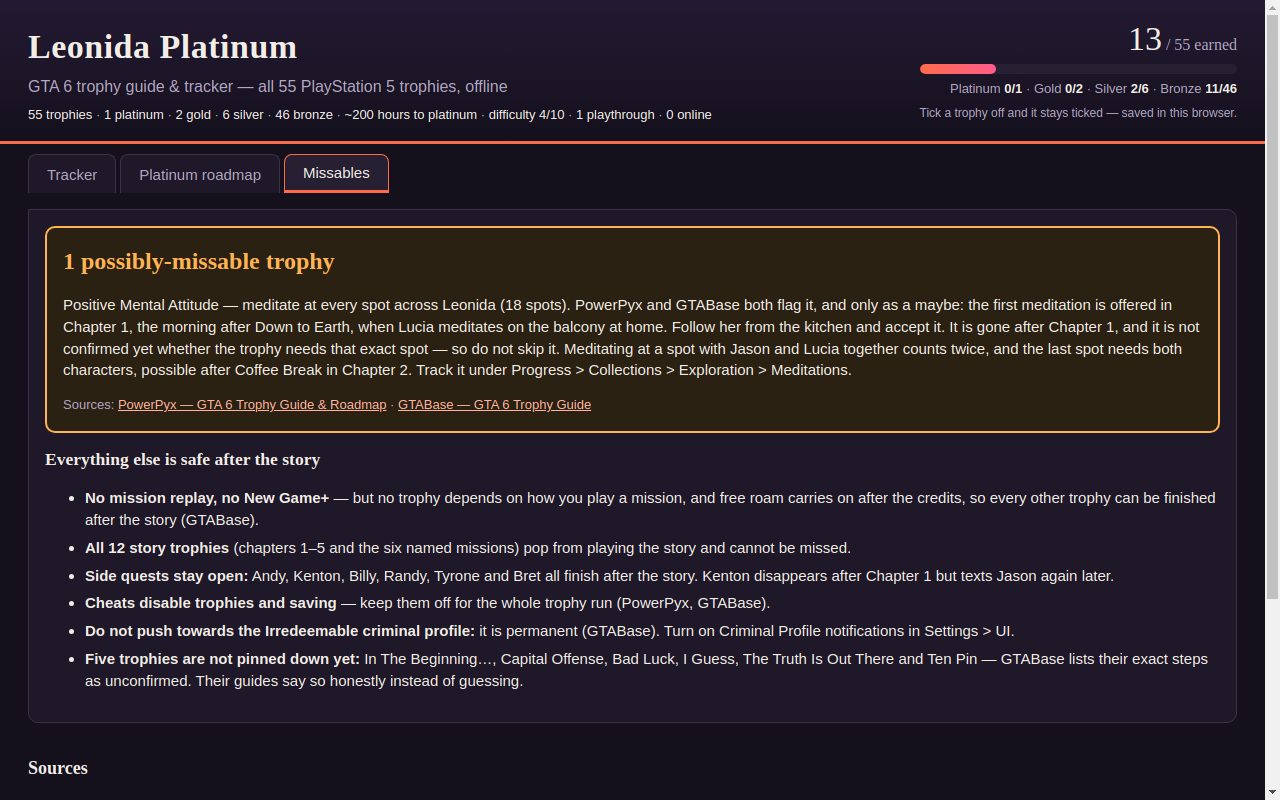 Leonida Platinum
GTA 6 trophy guide & tracker — all 55 PlayStation 5 trophies, offline
55 trophies · 1 platinum · 2 gold · 6 silver · 46 bronze · ~200 hours to platinum · difficulty 4/10 · 1 playthrough · 0 online
13 / 55 earned
Platinum 0/1 · Gold 0/2 · Silver 2/6 · Bronze 11/46
Tick a trophy off and it stays ticked — saved in this browser.
Tracker
Platinum roadmap
Missables
1 possibly-missable trophy
Positive Mental Attitude — meditate at every spot across Leonida (18 spots). PowerPyx and GTABase both flag it, and only as a maybe: the first meditation is offered in
Chapter 1, the morning after Down to Earth, when Lucia meditates on the balcony at home. Follow her from the kitchen and accept it. It is gone after Chapter 1, and it is not
confirmed yet whether the trophy needs that exact spot — so do not skip it. Meditating at a spot with Jason and Lucia together counts twice, and the last spot needs both
characters, possible after Coffee Break in Chapter 2. Track it under Progress > Collections > Exploration > Meditations.
Sources: PowerPyx — GTA 6 Trophy Guide & Roadmap · GTABase — GTA 6 Trophy Guide
Everything else is safe after the story
• No mission replay, no New Game+ — but no trophy depends on how you play a mission, and free roam carries on after the credits, so every other trophy can be finished
after the story (GTABase).
• All 12 story trophies (chapters 1–5 and the six named missions) pop from playing the story and cannot be missed.
• Side quests stay open: Andy, Kenton, Billy, Randy, Tyrone and Bret all finish after the story. Kenton disappears after Chapter 1 but texts Jason again later.
• Cheats disable trophies and saving — keep them off for the whole trophy run (PowerPyx, GTABase).
• Do not push towards the Irredeemable criminal profile: it is permanent (GTABase). Turn on Criminal Profile notifications in Settings > UI.
• Five trophies are not pinned down yet: In The Beginning…, Capital Offense, Bad Luck, I Guess, The Truth Is Out There and Ten Pin — GTABase lists their exact steps
as unconfirmed. Their guides say so honestly instead of guessing.
Sources